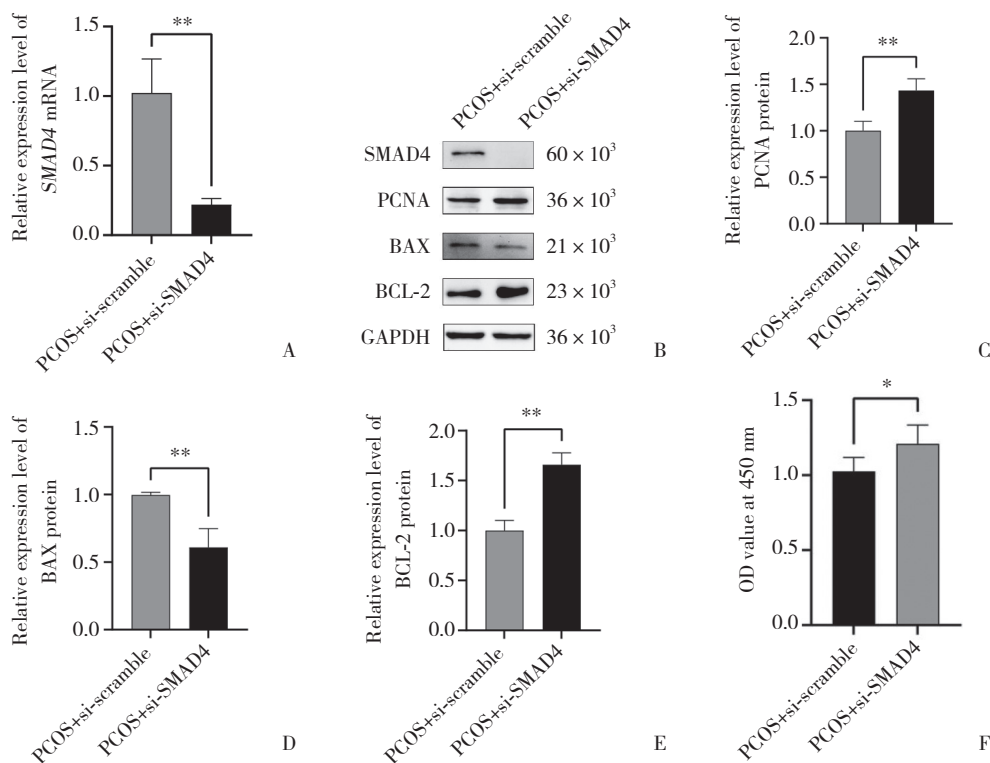 Relative expression level of
SMAD4 mRNA
1.5
1.0
0.5
0.0
**
PCOS+si-scramble
PCOS+si-SMAD4
A
PCOS+si-scramble
PCOS+si-SMAD4
SMAD4 60 × 10³
PCNA 36 × 10³
BAX 21 × 10³
BCL-2 23 × 10³
GAPDH 36 × 10³
B
Relative expression level of
PCNA protein
2.0
1.5
1.0
0.5
0.0
**
PCOS+si-scramble
PCOS+si-SMAD4
C
Relative expression level of
BAX protein
1.5
1.0
0.5
0.0
**
PCOS+si-scramble
PCOS+si-SMAD4
D
Relative expression level of
BCL-2 protein
2.0
1.5
1.0
0.5
0.0
**
PCOS+si-scramble
PCOS+si-SMAD4
E
OD value at 450 nm
1.5
1.0
0.5
0.0
*
PCOS+si-scramble
PCOS+si-SMAD4
F